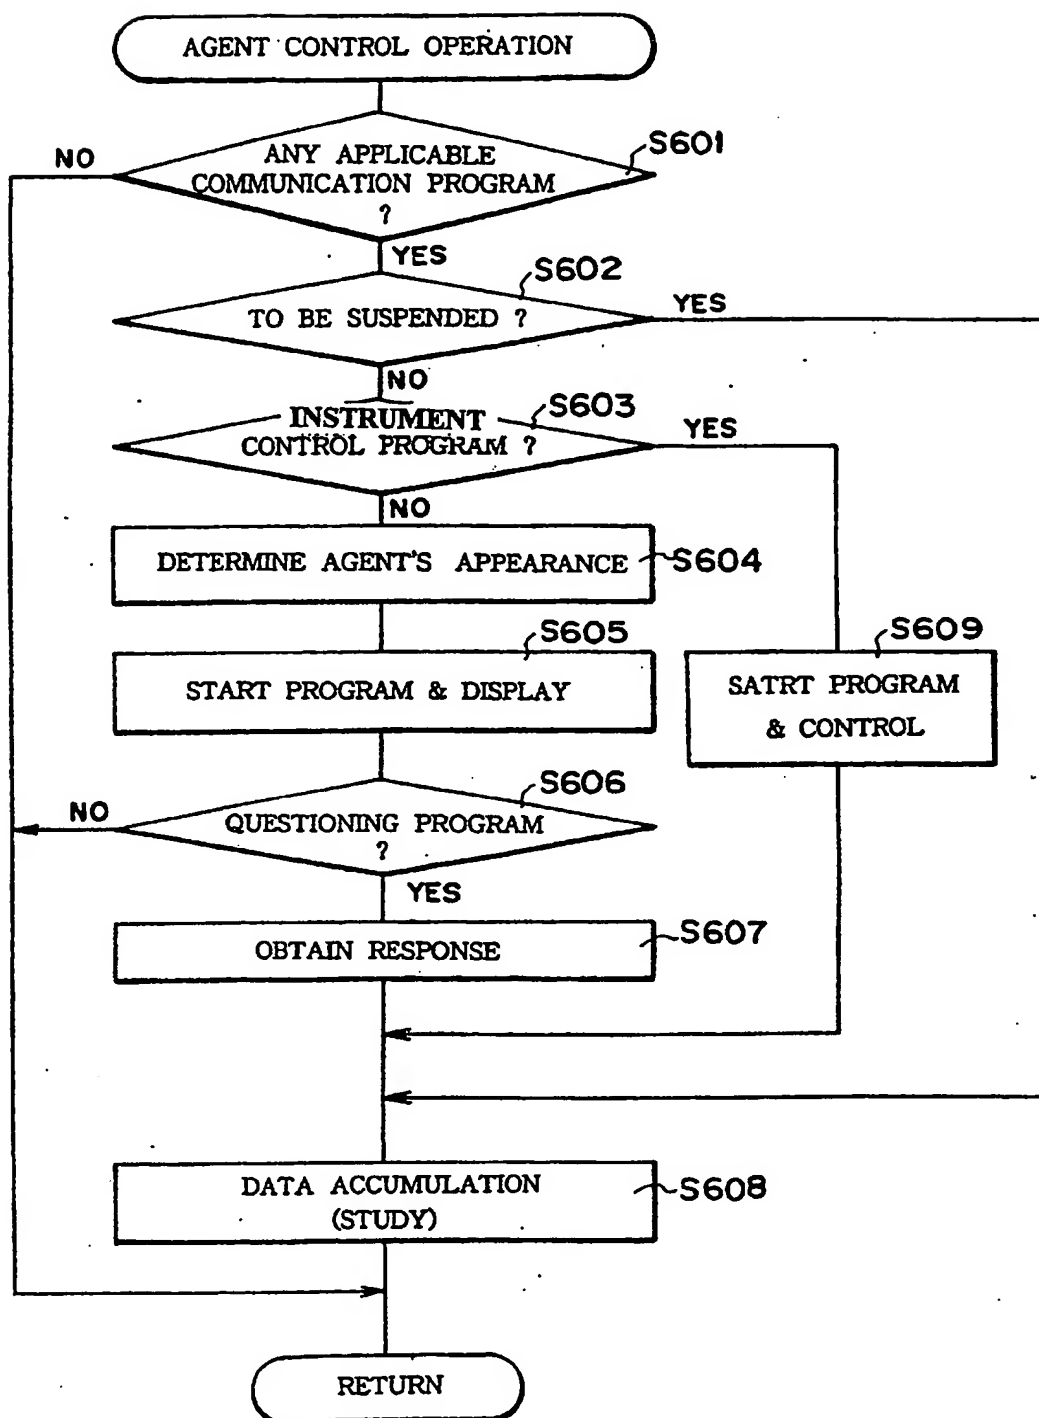 AGENT CONTROL OPERATION
ANY APPLICABLE
COMMUNICATION PROGRAM
?
S601
NO
YES
S602
TO BE SUSPENDED ?
YES
NO
S603
INSTRUMENT
CONTROL PROGRAM ?
YES
NO
DETERMINE AGENT'S APPEARANCE
S604
S605
START PROGRAM & DISPLAY
S609
SATRT PROGRAM
& CONTROL
S606
NO
QUESTIONING PROGRAM
?
YES
OBTAIN RESPONSE
S607
DATA ACCUMULATION
(STUDY)
S608
RETURN